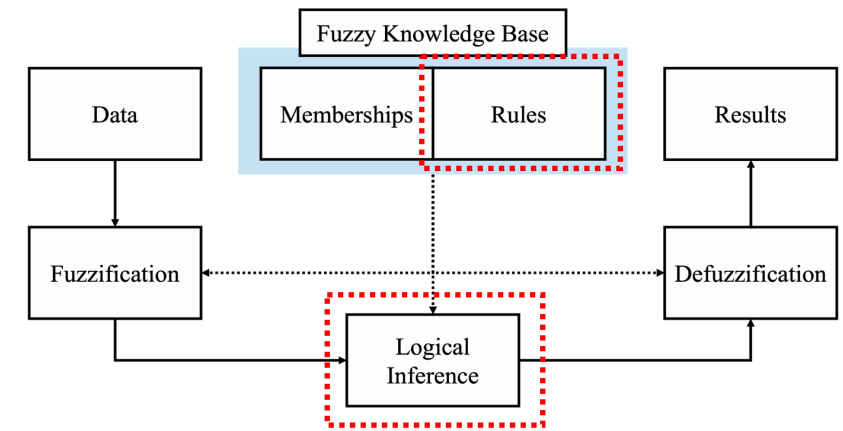 Fuzzy Knowledge Base
Data
Memberships
Rules
Results
Fuzzification
Defuzzification
Logical
Inference